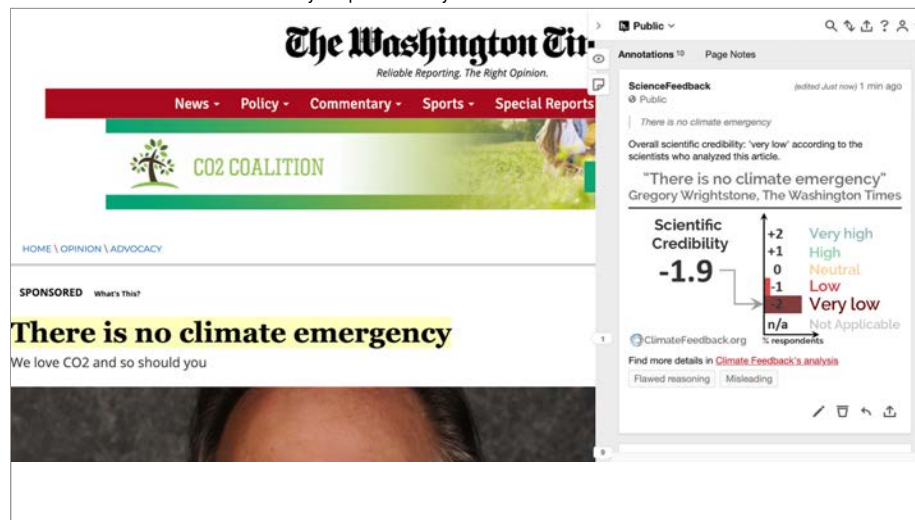 The Washington Tim
Reliable Reporting. The Right Opinion.
News Policy Commentary Sports Special Reports
CO2 COALITION
HOME \ OPINION \ ADVOCACY
SPONSORED What's This?
There is no climate emergency
We love CO2 and so should you
Public
Annotations 10 Page Notes
ScienceFeedback (edited Just now) 1 min ago
Public
There is no climate emergency
Overall scientific credibility: 'very low' according to the
scientists who analyzed this article.
"There is no climate emergency"
Gregory Wrightstone, The Washington Times
Scientific
Credibility
-1.9
+2 Very high
+1 High
0 Neutral
-1 Low
-2 Very low
n/a Not Applicable
ClimateFeedback.org % respondents
Find more details in Climate Feedback's analysis
Flawed reasoning Misleading
1
9